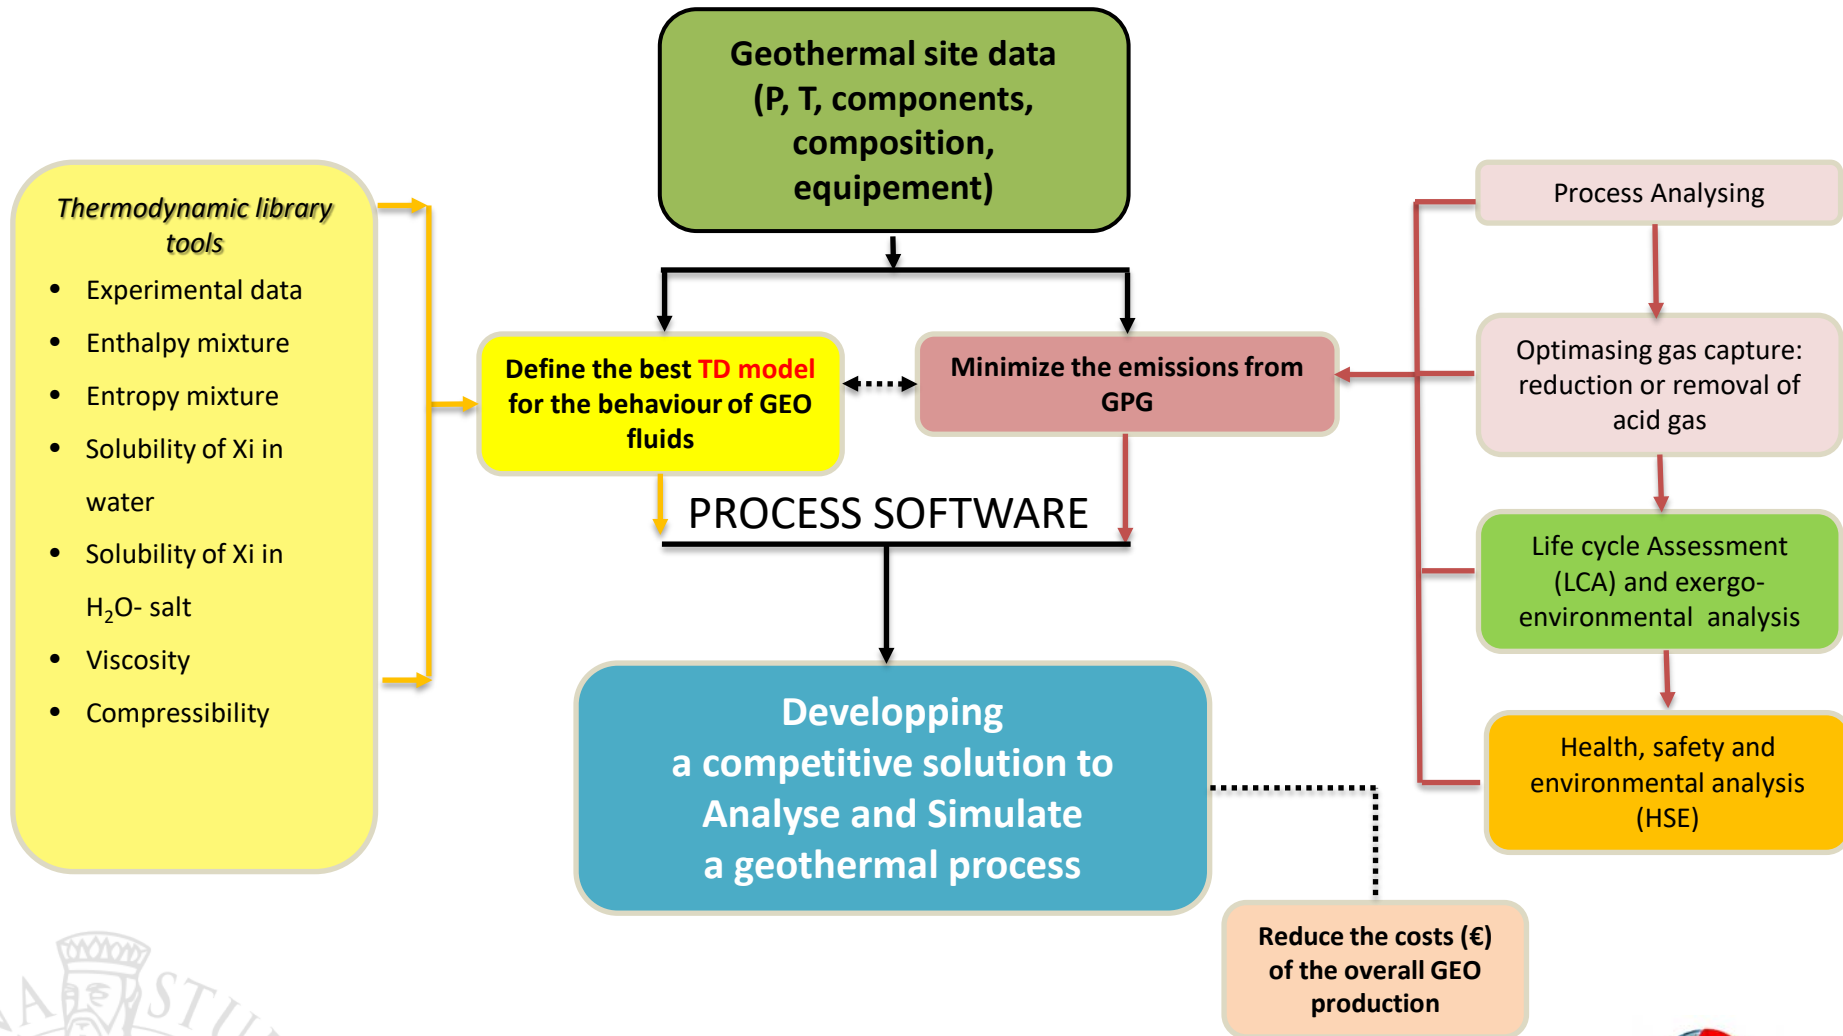 Geothermal site data
(P, T, components,
composition,
equipement)
Thermodynamic library
tools
• Experimental data
• Enthalpy mixture
• Entropy mixture
• Solubility of Xi in
water
• Solubility of Xi in
H₂O- salt
• Viscosity
• Compressibility
Define the best TD model
for the behaviour of GEO
fluids
Minimize the emissions from
GPG
PROCESS SOFTWARE
Developping
a competitive solution to
Analyse and Simulate
a geothermal process
Reduce the costs (€)
of the overall GEO
production
Process Analysing
Optimasing gas capture:
reduction or removal of
acid gas
Life cycle Assessment
(LCA) and exergo-
environmental analysis
Health, safety and
environmental analysis
(HSE)